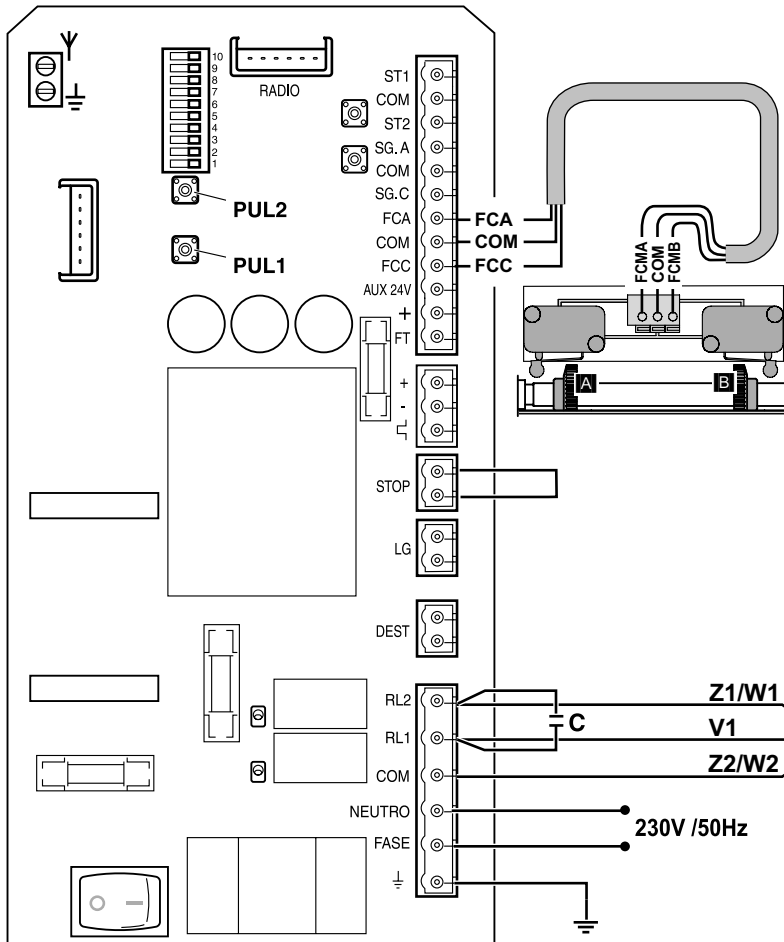 10
9
8
7
6
5
4
3
2
1
RADIO
PUL2
PUL1
ST1
COM
ST2
SG.A
COM
SG.C
FCA
COM
FCC
AUX 24V
+
FT
FCA
COM
FCC
FCMA
COM
FCMB
A
B
+
-
STOP
LG
DEST
RL2
RL1
COM
NEUTRO
FASE
C
Z1/W1
V1
Z2/W2
230V /50Hz